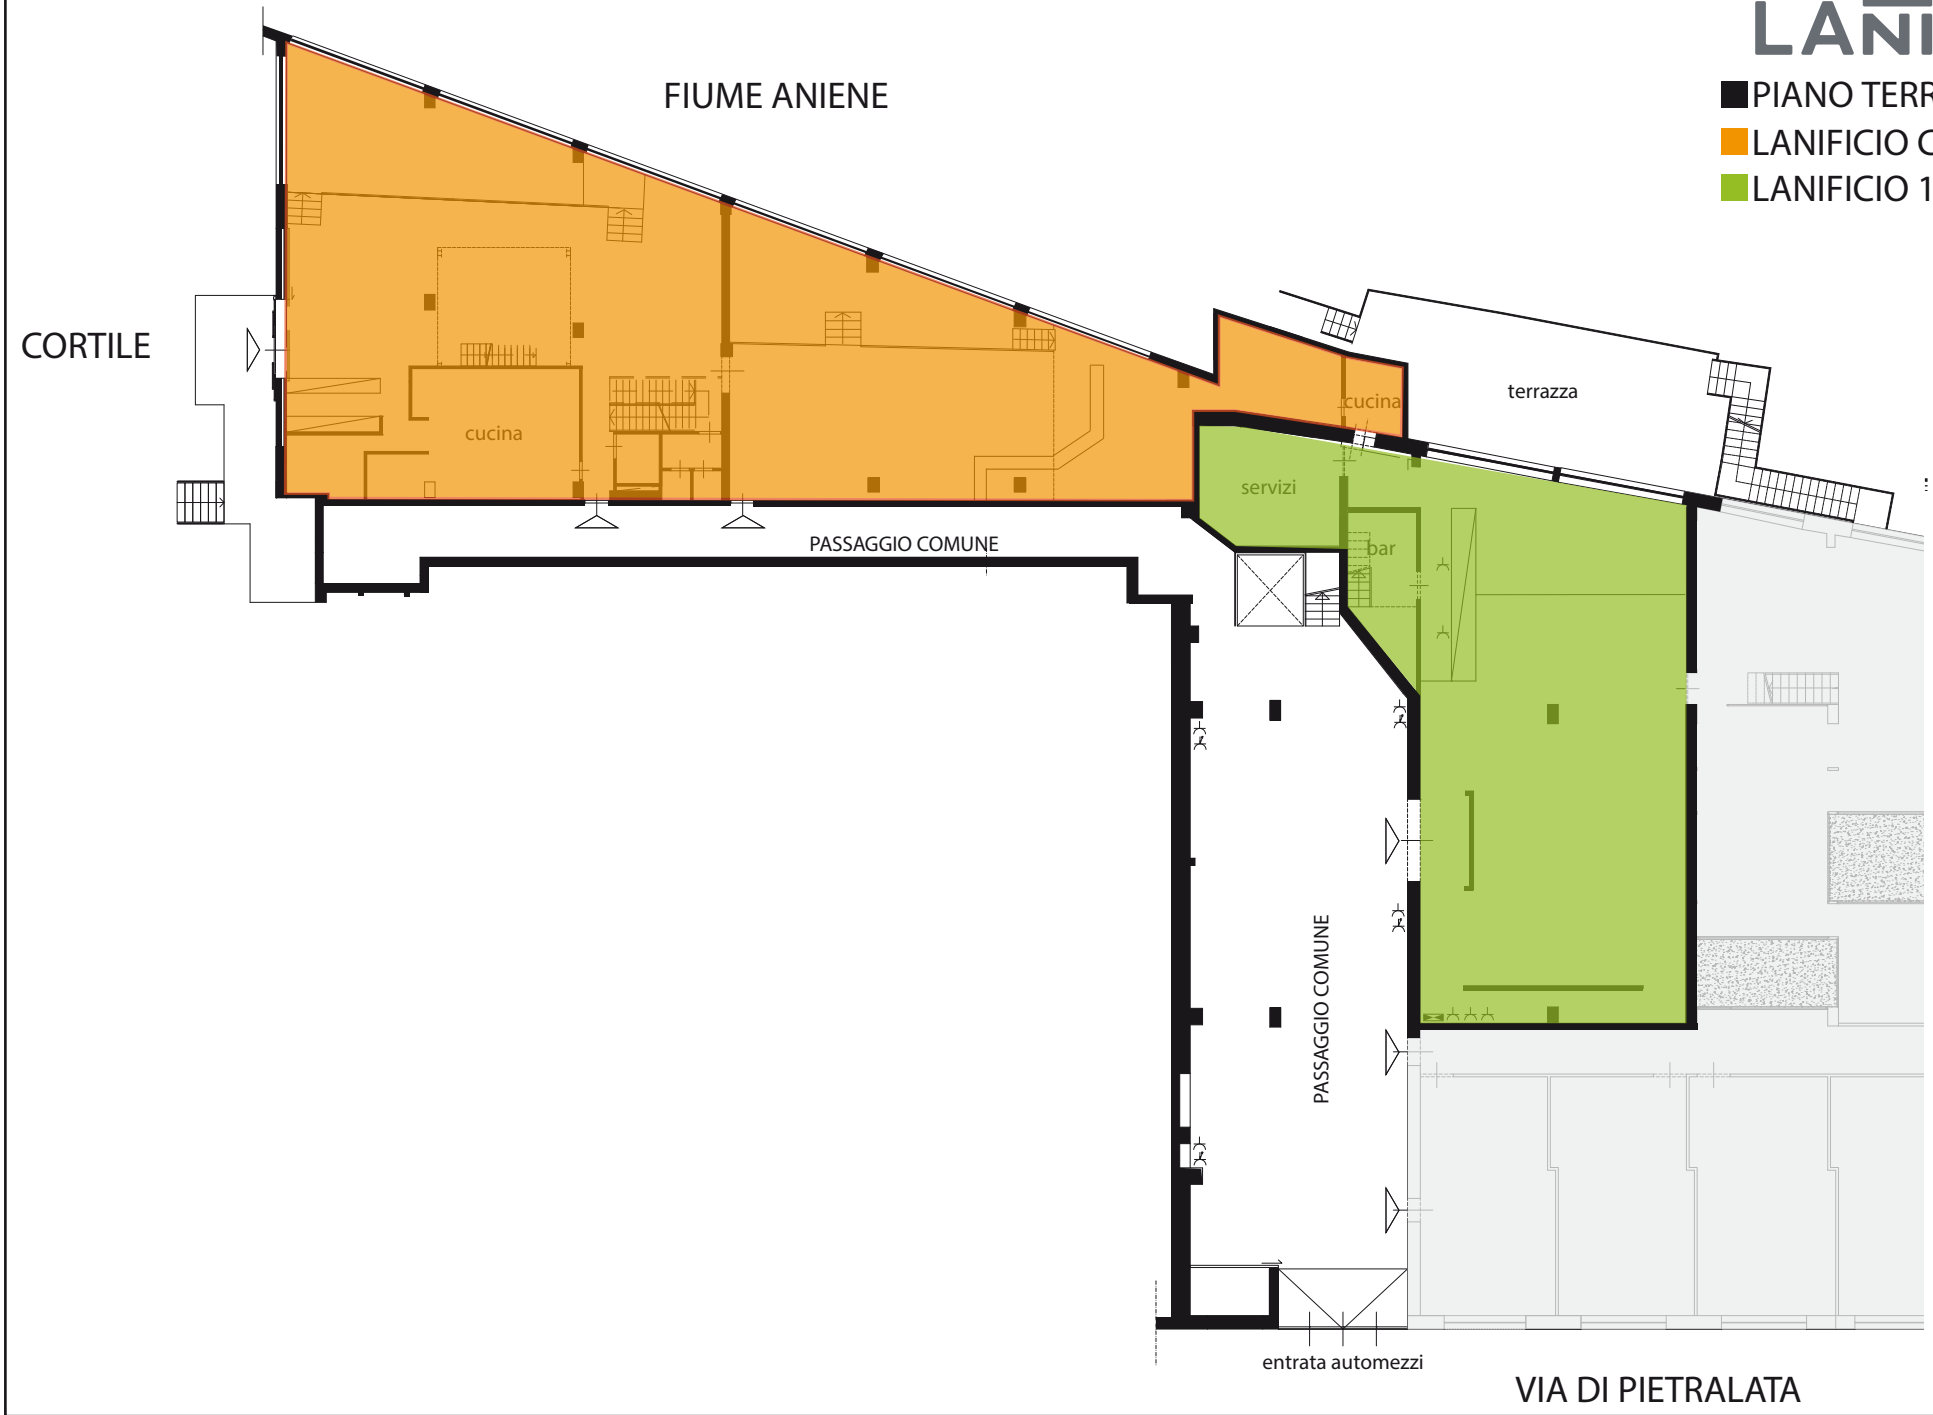 LANI
PIANO TERR
LANIFICIO C
LANIFICIO 1
FIUME ANIENE
CORTILE
terrazza
cucina
cucina
servizi
bar
PASSAGGIO COMUNE
PASSAGGIO COMUNE
entrata automezzi
VIA DI PIETRALATA